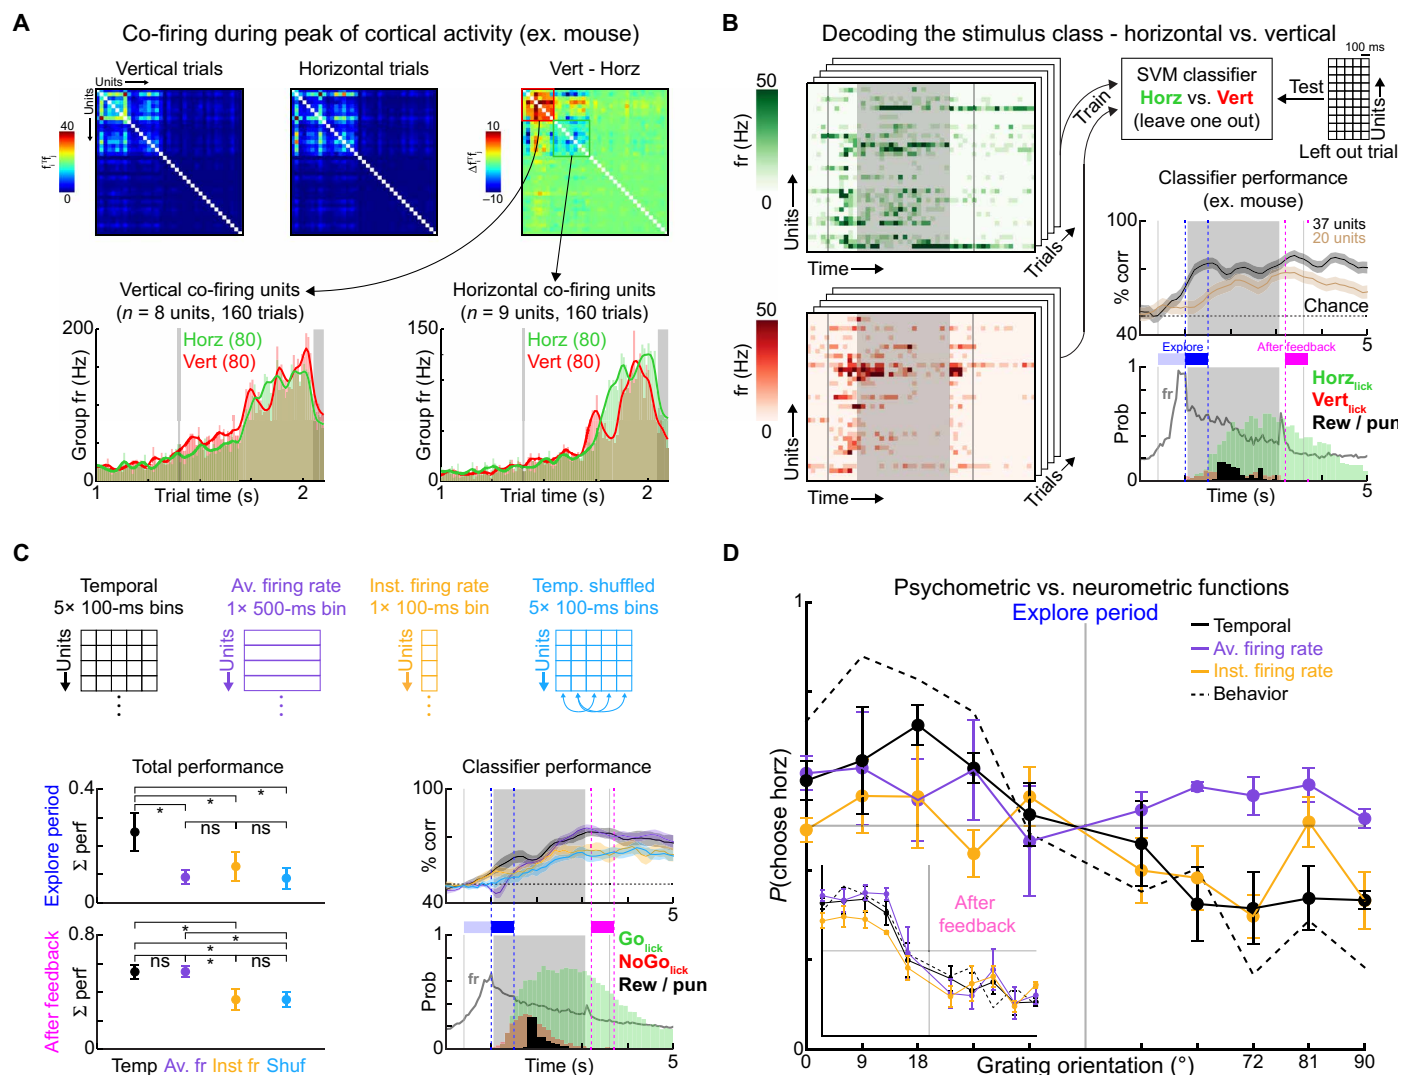 A
Co-firing during peak of cortical activity (ex. mouse)
Vertical trials
Horizontal trials
Vert - Horz
Units
Units
40
0
fᵢᵀfⱼ
10
−10
Δfᵢᵀfⱼ
Vertical co-firing units
(n = 8 units, 160 trials)
Horizontal co-firing units
(n = 9 units, 160 trials)
200
Horz (80)
Vert (80)
Group fr (Hz)
0
1
Trial time (s)
2
150
Horz (80)
Vert (80)
Group fr (Hz)
0
1
Trial time (s)
2
B
Decoding the stimulus class - horizontal vs. vertical
50
fr (Hz)
0
Units
Time
Trials
Train
SVM classifier
Horz vs. Vert
(leave one out)
Test
100 ms
Units
Left out trial
50
fr (Hz)
0
Units
Time
Trials
Classifier performance
(ex. mouse)
100
37 units
20 units
% corr
Chance
40
5
Explore
After feedback
1
fr
Horz lick
Vert lick
Rew / pun
Prob
0
Time (s)
5
C
Temporal
5× 100-ms bins
Av. firing rate
1× 500-ms bin
Inst. firing rate
1× 100-ms bin
Temp. shuffled
5× 100-ms bins
Units
Units
Units
Units
Total performance
Explore period
0.4
Σ perf
0
*
*
*
ns
ns
After feedback
0.8
Σ perf
0
*
*
*
ns
*
ns
Temp Av. fr Inst fr Shuf
Classifier performance
100
% corr
40
5
1
fr
Go lick
NoGo lick
Rew / pun
Prob
0
Time (s)
5
D
Psychometric vs. neurometric functions
Explore period
1
Temporal
Av. firing rate
Inst. firing rate
Behavior
P(choose horz)
After
feedback
0
0
9
18
Grating orientation (°)
72
81
90